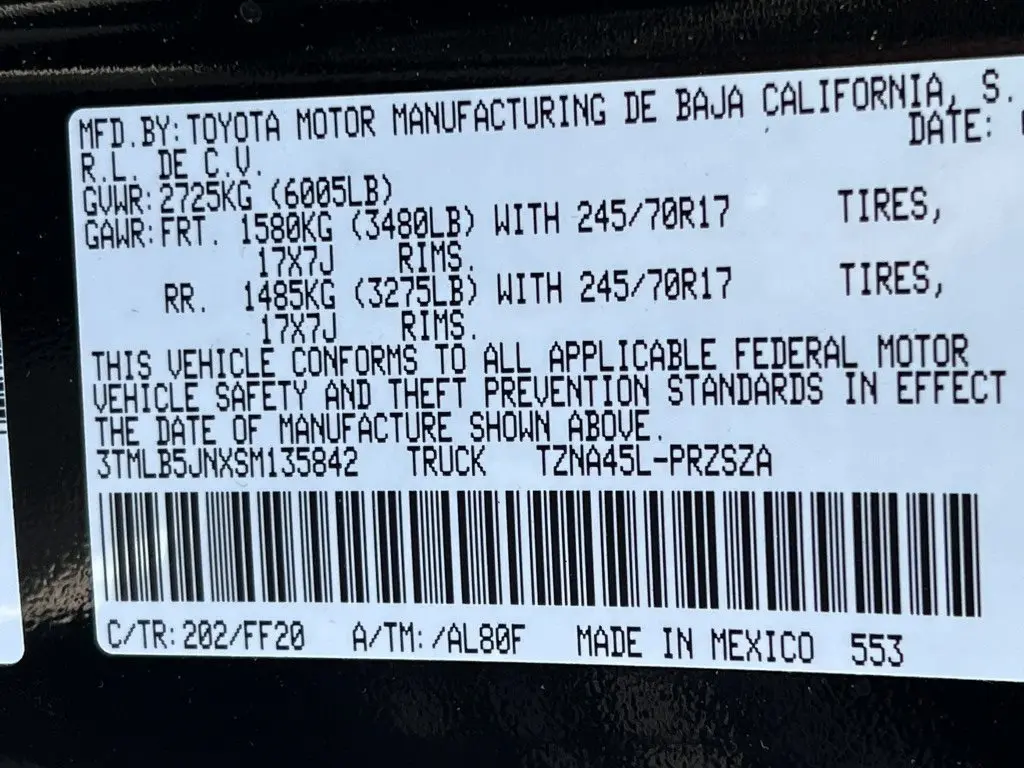 MFD.BY:TOYOTA MOTOR MANUFACTURING DE BAJA CALIFORNIA, S.
R.L. DE C.V. DATE:
GVWR:2725KG (6005LB)
GAWR:FRT. 1580KG (3480LB) WITH 245/70R17 TIRES,
17X7J RIMS.
RR. 1485KG (3275LB) WITH 245/70R17 TIRES,
17X7J RIMS.
THIS VEHICLE CONFORMS TO ALL APPLICABLE FEDERAL MOTOR
VEHICLE SAFETY AND THEFT PREVENTION STANDARDS IN EFFECT
THE DATE OF MANUFACTURE SHOWN ABOVE.
3TMLB5JNXSM135842 TRUCK TZNA45L-PRZSZA
C/TR:202/FF20 A/TM:/AL80F MADE IN MEXICO 553